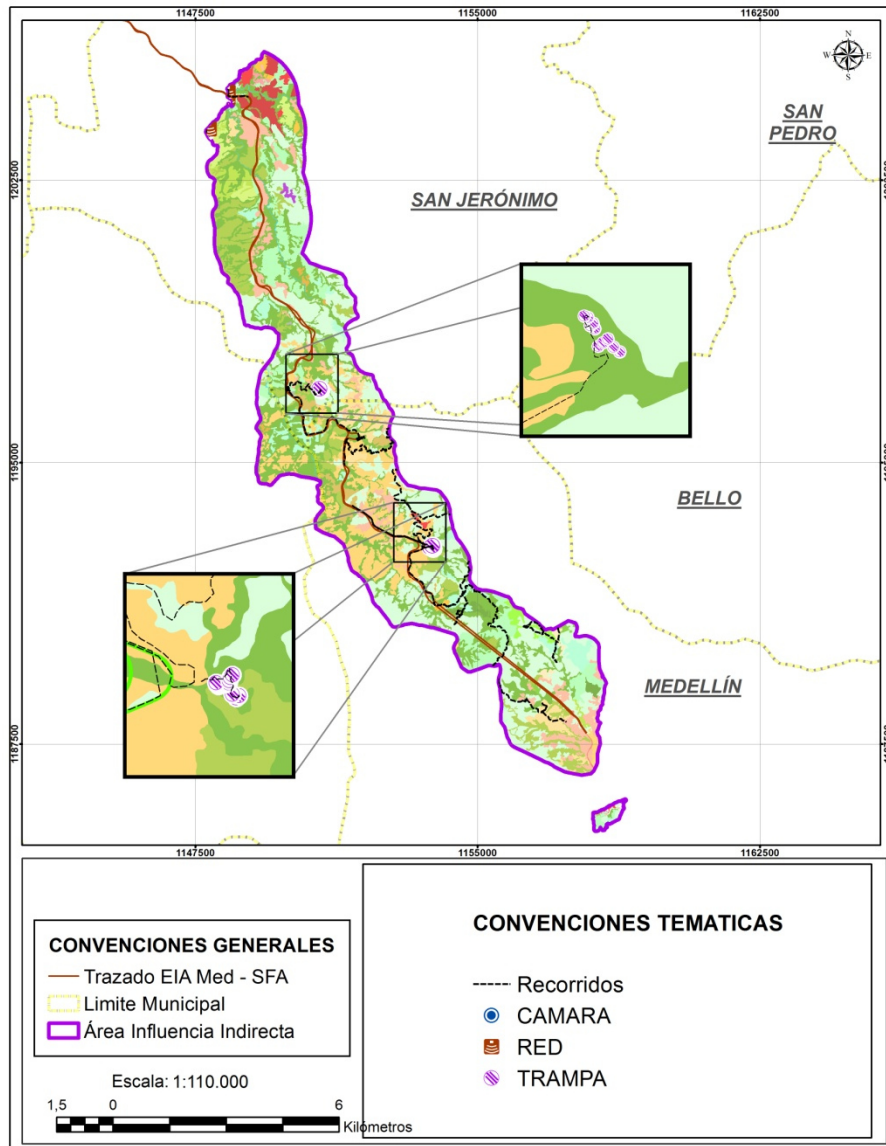 1147500 1155000 1162500
N
W E
S
SAN
PEDRO
1202500
SAN JERÓNIMO
1195000
BELLO
MEDELLÍN
1187500
1147500 1155000 1162500
CONVENCIONES GENERALES
Trazado EIA Med - SFA
Limite Municipal
Área Influencia Indirecta
Escala: 1:110.000
1,5 0 6
Kilómetros
CONVENCIONES TEMATICAS
Recorridos
CAMARA
RED
TRAMPA